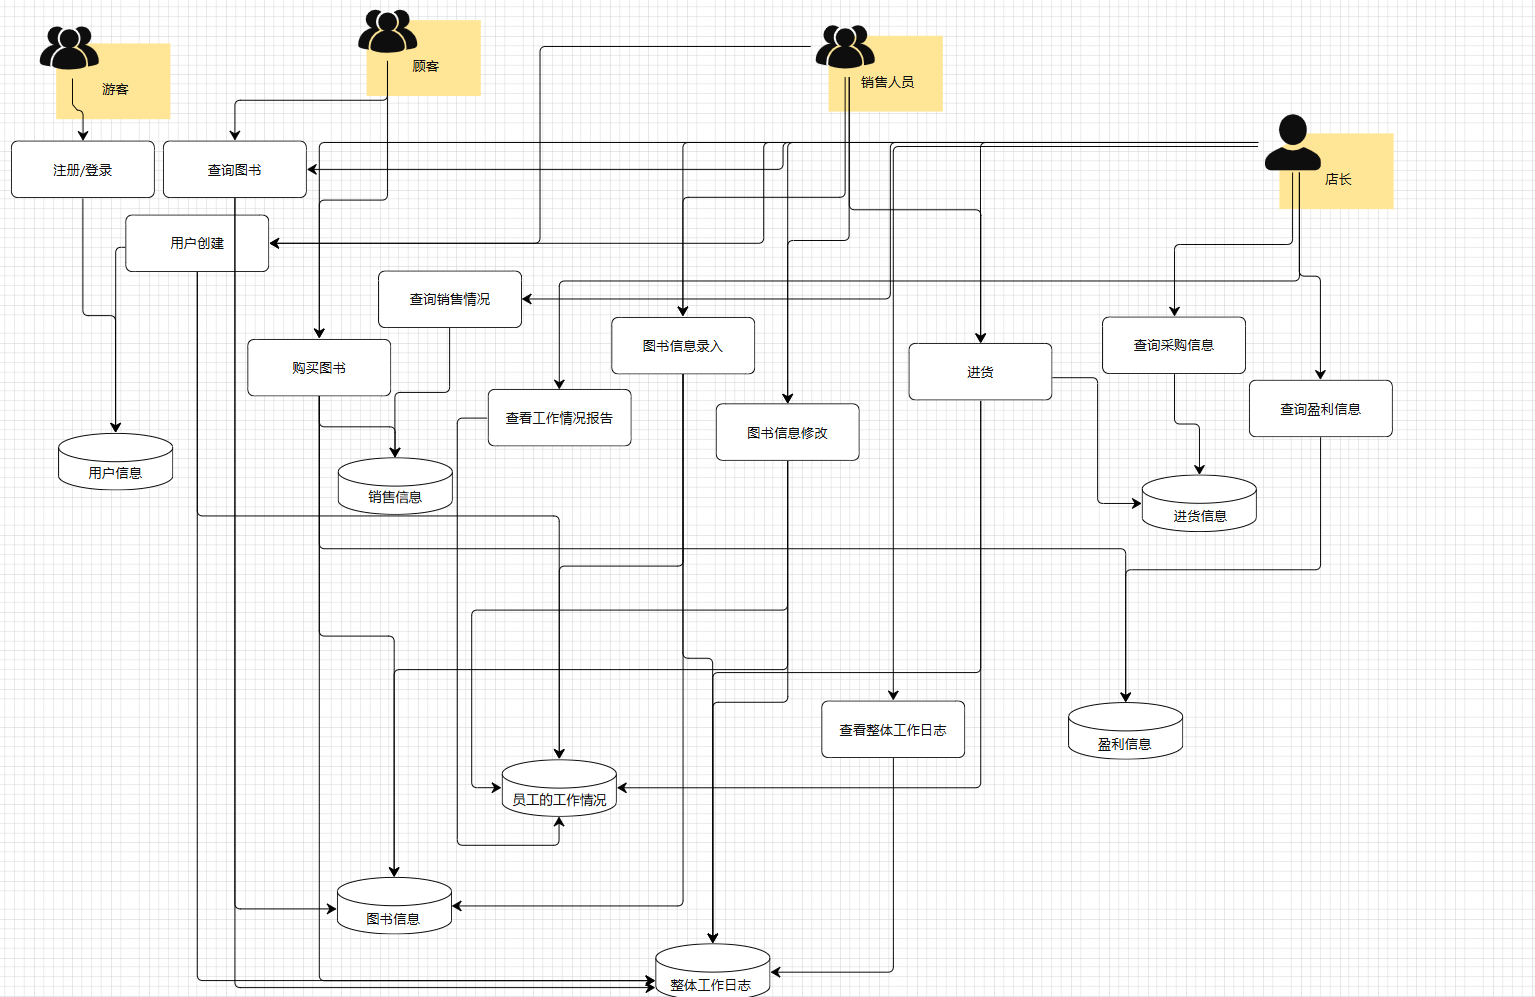 游客
顾客
销售人员
店长
注册/登录
查询图书
用户创建
查询销售情况
购买图书
图书信息录入
进货
查询采购信息
查看工作情况报告
图书信息修改
查询盈利信息
用户信息
销售信息
进货信息
查看整体工作日志
盈利信息
员工的工作情况
图书信息
整体工作日志